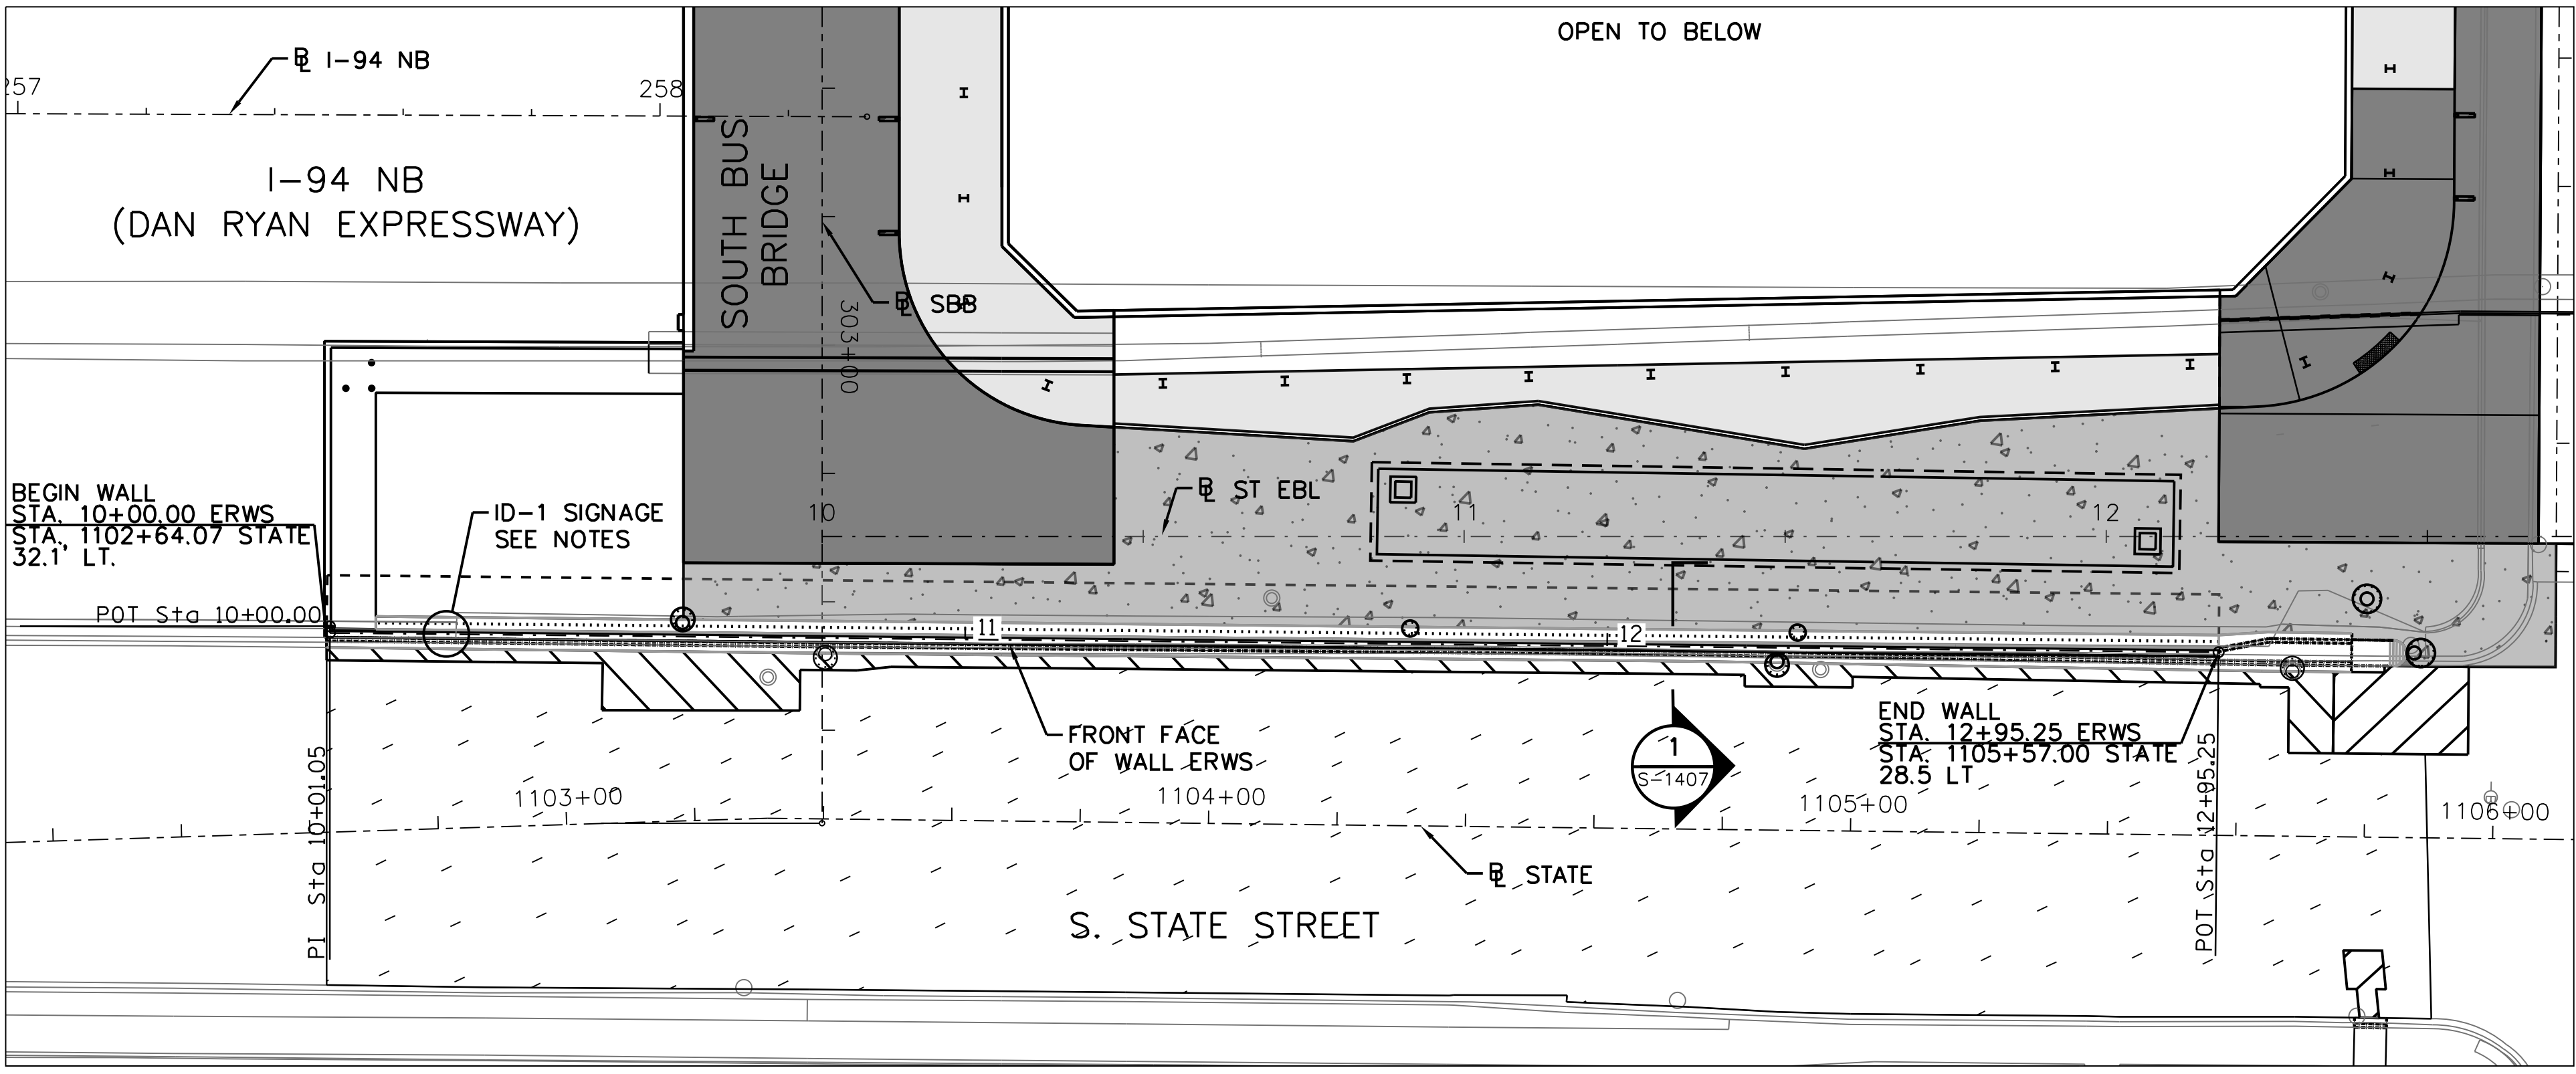 OPEN TO BELOW
℄ I-94 NB
257
258
I-94 NB
(DAN RYAN EXPRESSWAY)
SOUTH BUS
BRIDGE
℄ SBB
303+00
BEGIN WALL
STA. 10+00.00 ERWS
STA. 1102+64.07 STATE
32.1' LT.
ID-1 SIGNAGE
SEE NOTES
℄ ST EBL
10
11
12
POT Sta 10+00.00
11
12
FRONT FACE
OF WALL ERWS
1
S-1407
END WALL
STA. 12+95.25 ERWS
STA. 1105+57.00 STATE
28.5 LT
PI Sta 10+01.05
POT Sta 12+95.25
1103+00
1104+00
1105+00
1106+00
℄ STATE
S. STATE STREET